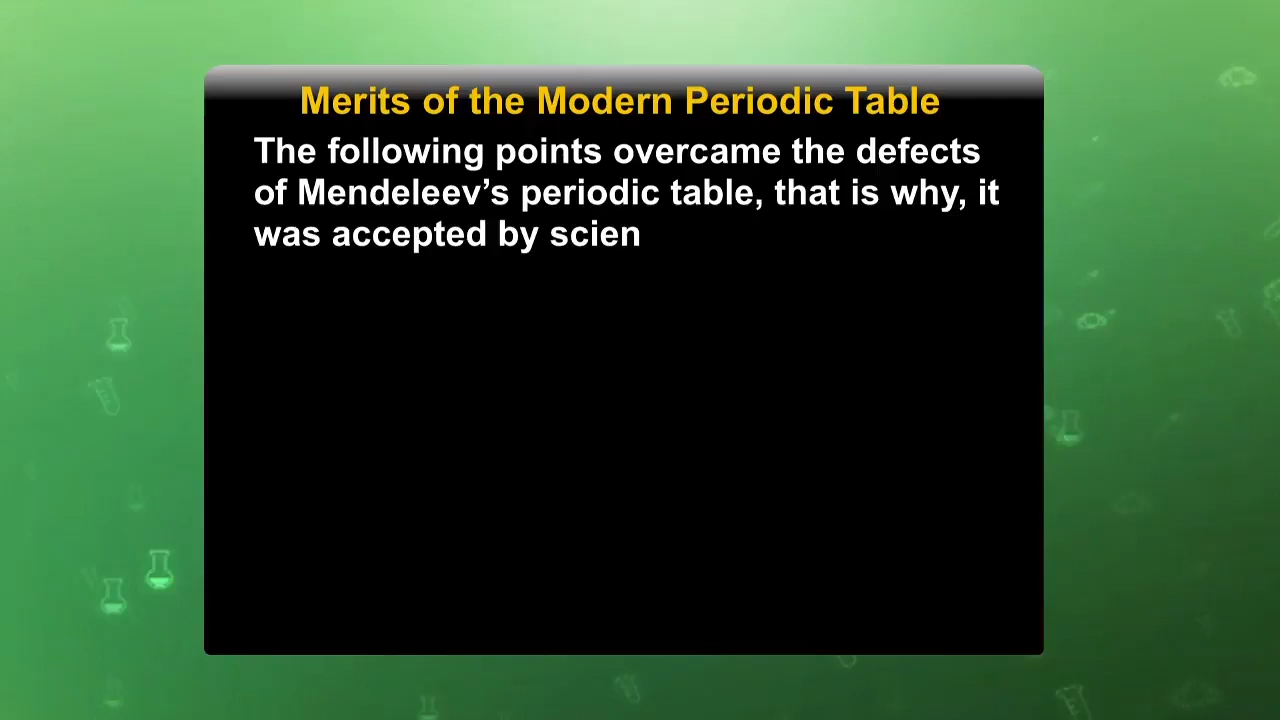 Merits of the Modern Periodic Table
The following points overcame the defects
of Mendeleev’s periodic table, that is why, it
was accepted by scien